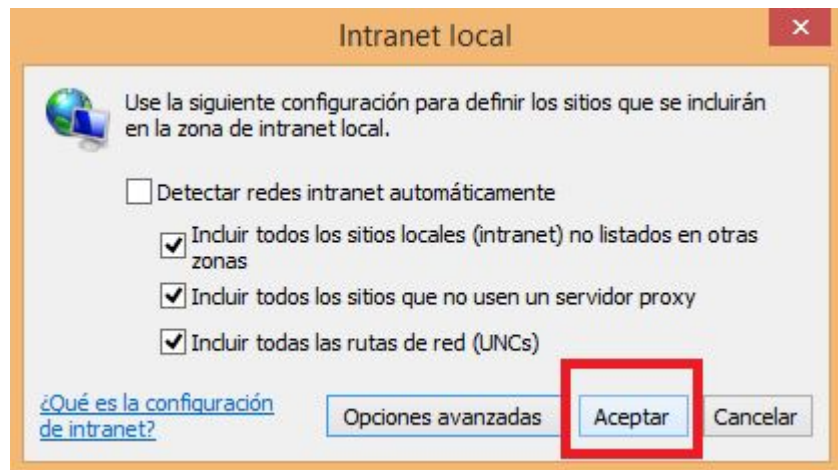 Intranet local
Use la siguiente configuración para definir los sitios que se incluirán
en la zona de intranet local.
Detectar redes intranet automáticamente
Incluir todos los sitios locales (intranet) no listados en otras
zonas
Incluir todos los sitios que no usen un servidor proxy
Incluir todas las rutas de red (UNCs)
¿Qué es la configuración
de intranet?
Opciones avanzadas
Aceptar
Cancelar